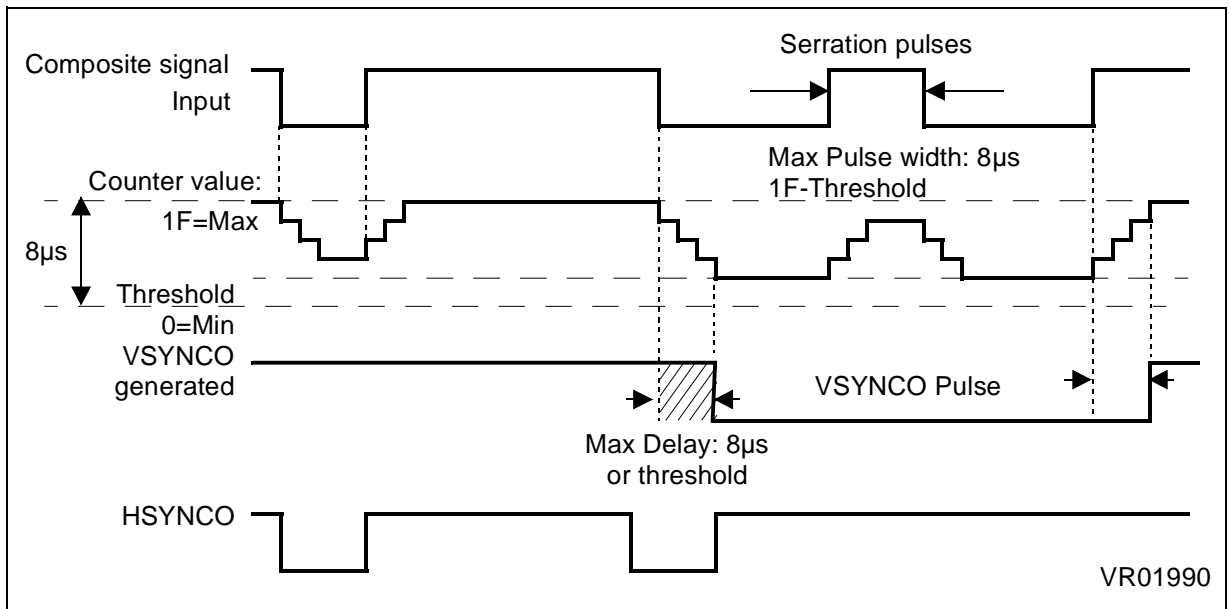 Serration pulses
Composite signal
Input
Max Pulse width: 8µs
1F-Threshold
Counter value:
1F=Max
8µs
Threshold
0=Min
VSYNCO
generated
VSYNCO Pulse
Max Delay: 8µs
or threshold
HSYNCO
VR01990